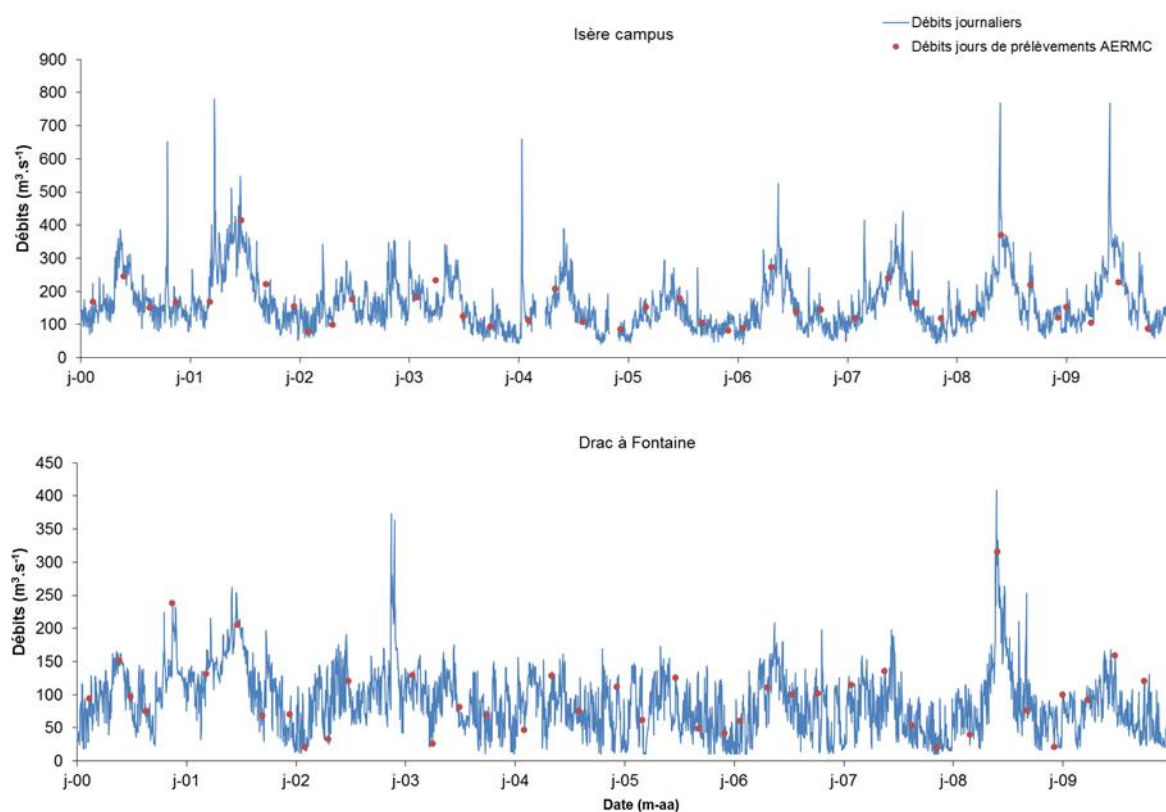 Isère campus
Débits journaliers
Débits jours de prélèvements AERMC
Débits (m³.s⁻¹)
900
800
700
600
500
400
300
200
100
0
j-00 j-01 j-02 j-03 j-04 j-05 j-06 j-07 j-08 j-09
Drac à Fontaine
Débits (m³.s⁻¹)
450
400
350
300
250
200
150
100
50
0
j-00 j-01 j-02 j-03 j-04 j-05 j-06 j-07 j-08 j-09
Date (m-aa)